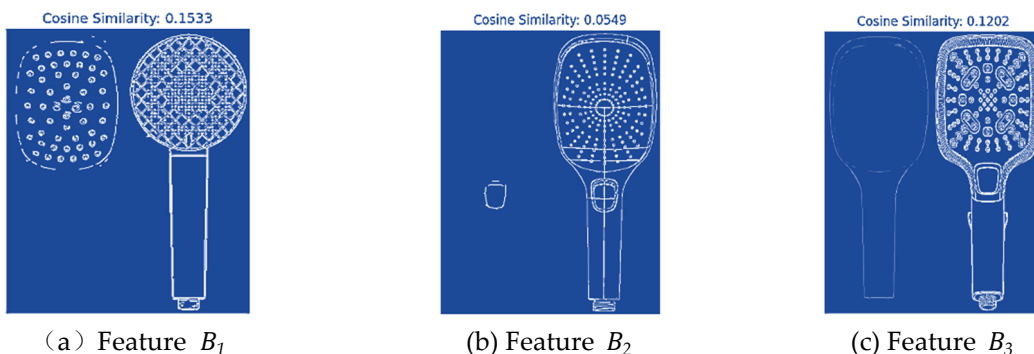 Cosine Similarity: 0.1533
Cosine Similarity: 0.0549
Cosine Similarity: 0.1202
（a）Feature B1
(b) Feature B2
(c) Feature B3